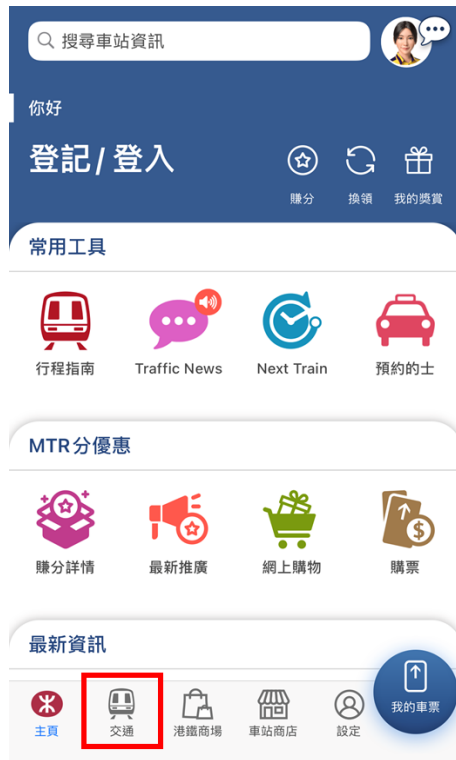 搜尋車站資訊
你好
登記/登入
賺分 換領 我的獎賞
常用工具
行程指南 Traffic News Next Train 預約的士
MTR分優惠
賺分詳情 最新推廣 網上購物 購票
最新資訊
我的車票
主頁 交通 港鐵商場 車站商店 設定